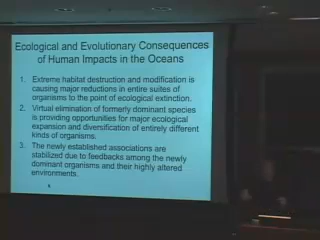 Ecological and Evolutionary Consequences
of Human Impacts in the Oceans
1. Extreme habitat destruction and modification is
causing major reductions in entire suites of
organisms to the point of ecological extinction.
2. Virtual elimination of formerly dominant species
is providing opportunities for major ecological
expansion and diversification of entirely different
kinds of organisms.
3. The newly established associations are
stabilized due to feedbacks among the newly
dominant organisms and their highly altered
environments.